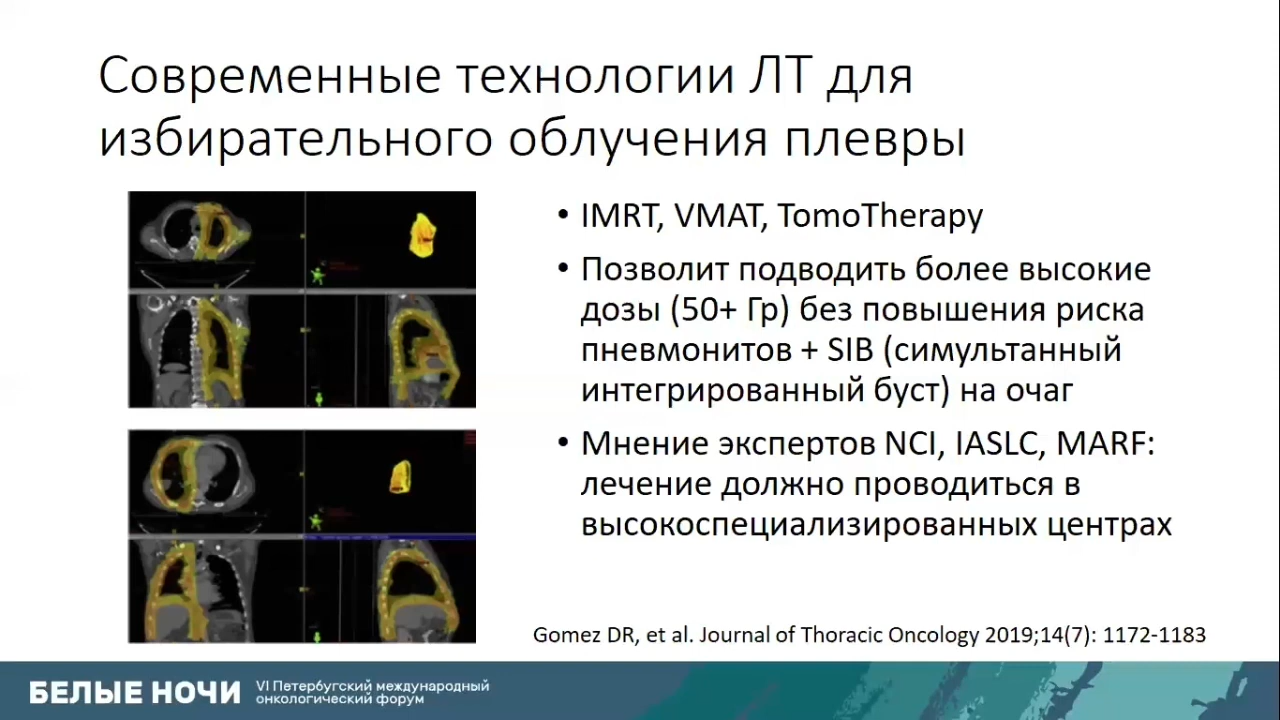 Современные технологии ЛТ для
избирательного облучения плевры
• IMRT, VMAT, TomoTherapy
• Позволит подводить более высокие
дозы (50+ Гр) без повышения риска
пневмонитов + SIB (симультанный
интегрированный буст) на очаг
• Мнение экспертов NCI, IASLC, MARF:
лечение должно проводиться в
высокоспециализированных центрах
Gomez DR, et al. Journal of Thoracic Oncology 2019;14(7): 1172-1183
БЕЛЫЕ НОЧИ
VI Петербургский международный
онкологический форум